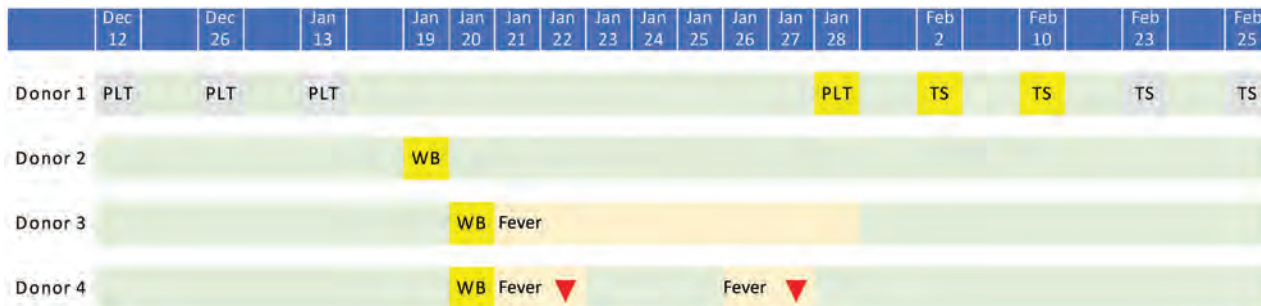 Dec 12 Dec 26 Jan 13 Jan 19 Jan 20 Jan 21 Jan 22 Jan 23 Jan 24 Jan 25 Jan 26 Jan 27 Jan 28 Feb 2 Feb 10 Feb 23 Feb 25
Donor 1 PLT PLT PLT PLT TS TS TS TS
Donor 2 WB
Donor 3 WB Fever
Donor 4 WB Fever Fever